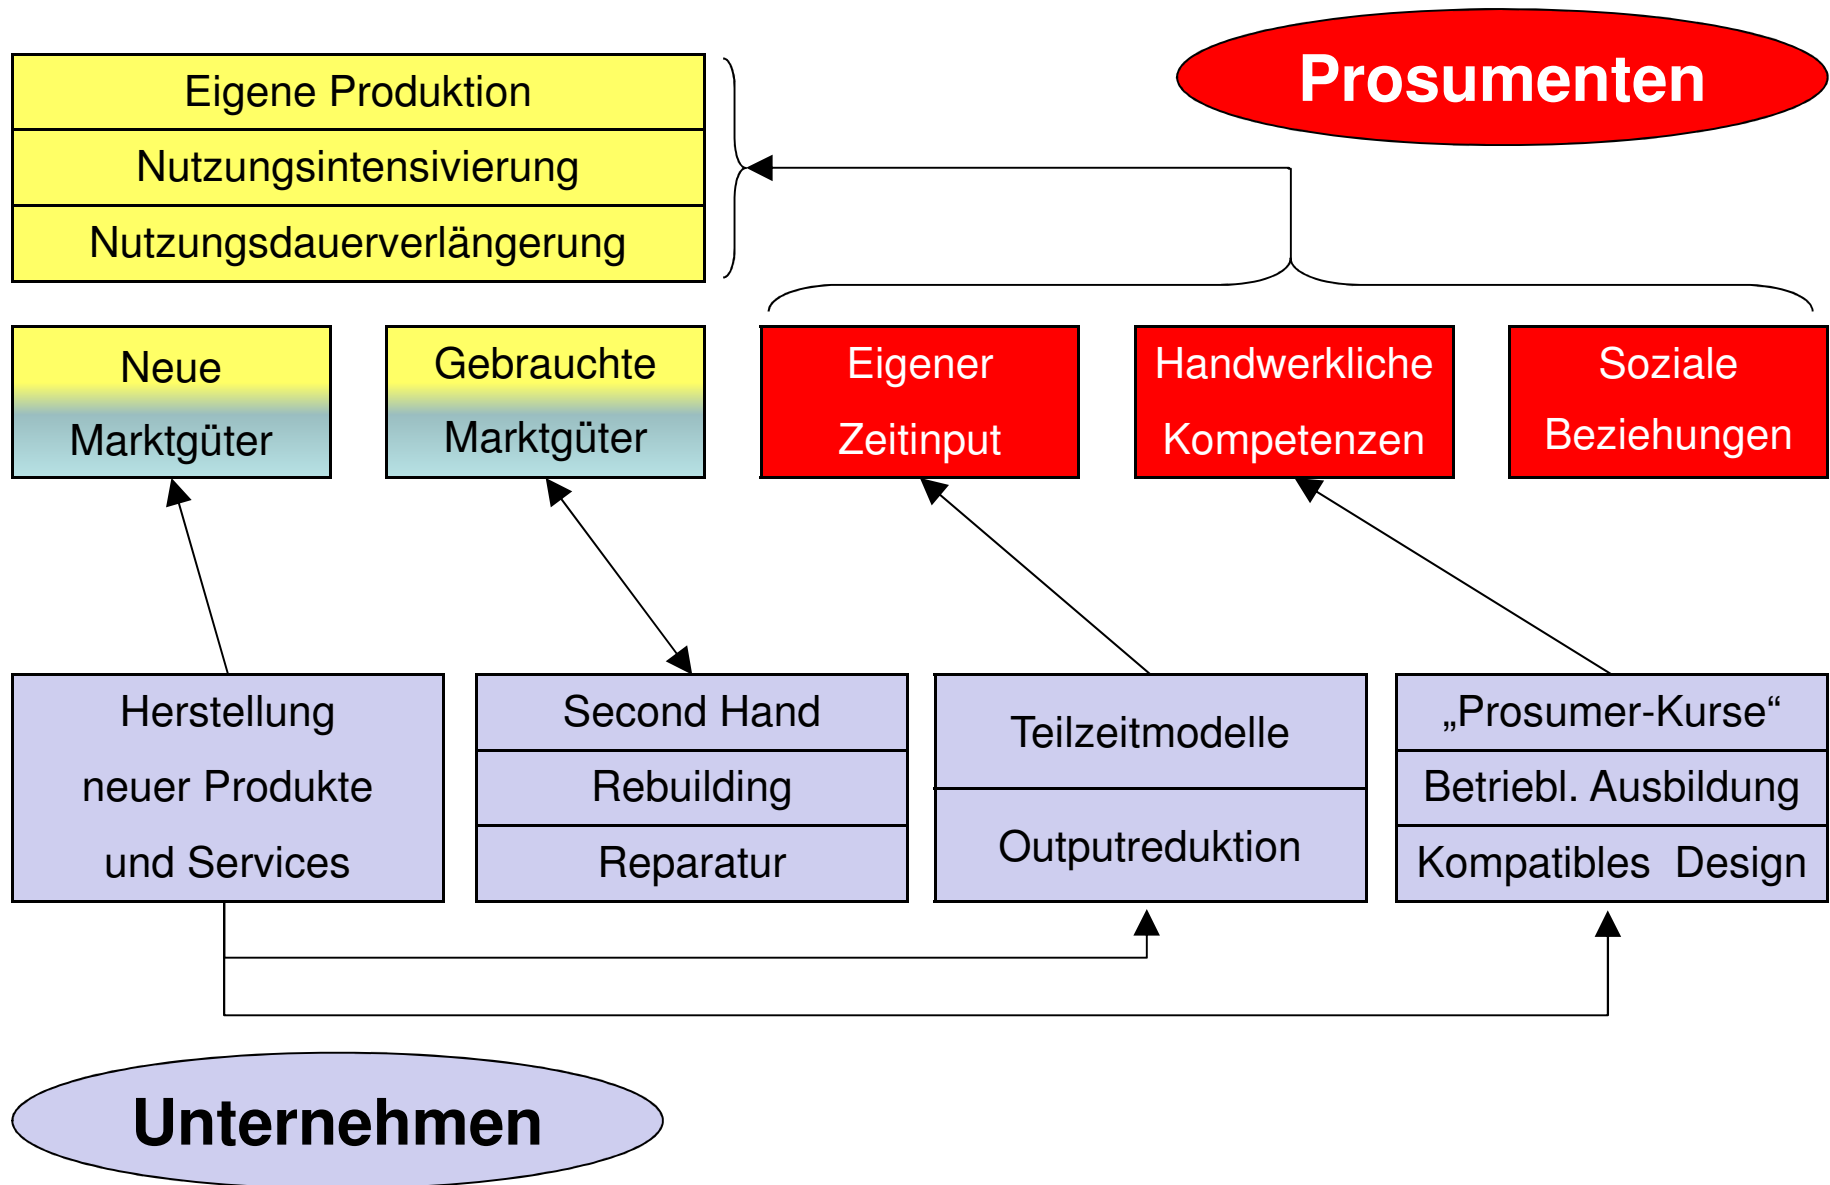 Prosumenten
Eigene Produktion
Nutzungsintensivierung
Nutzungsdauerverlängerung
Neue
Marktgüter
Gebrauchte
Marktgüter
Eigener
Zeitinput
Handwerkliche
Kompetenzen
Soziale
Beziehungen
Herstellung
neuer Produkte
und Services
Second Hand
Rebuilding
Reparatur
Teilzeitmodelle
Outputreduktion
„Prosumer-Kurse“
Betriebl. Ausbildung
Kompatibles Design
Unternehmen